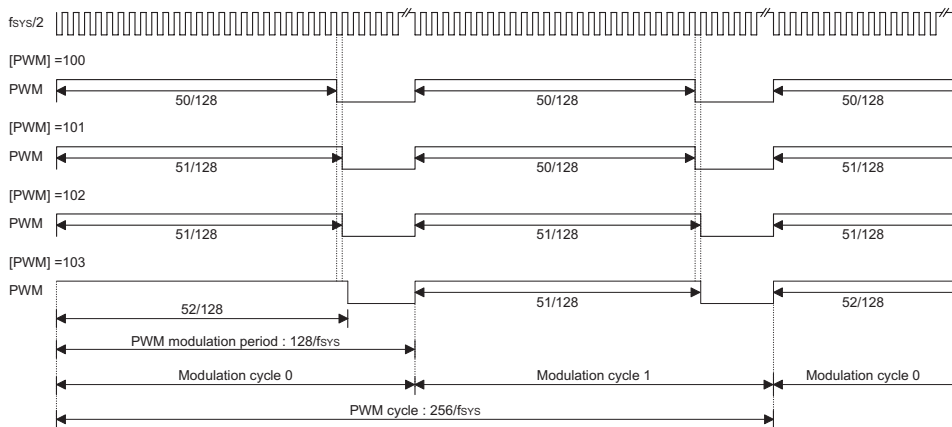 fSYS/2
[PWM] =100
PWM
50/128 50/128 50/128
[PWM] =101
PWM
51/128 50/128 51/128
[PWM] =102
PWM
51/128 51/128 51/128
[PWM] =103
PWM
52/128 51/128 52/128
PWM modulation period : 128/fSYS
Modulation cycle 0 Modulation cycle 1 Modulation cycle 0
PWM cycle : 256/fSYS